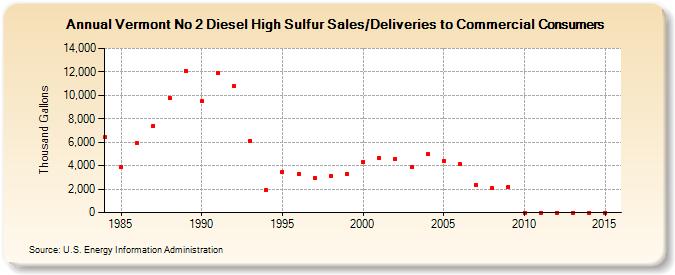 Annual Vermont No 2 Diesel High Sulfur Sales/Deliveries to Commercial Consumers
Thousand Gallons
14,000
12,000
10,000
8,000
6,000
4,000
2,000
0
1985 1990 1995 2000 2005 2010 2015
Source: U.S. Energy Information Administration